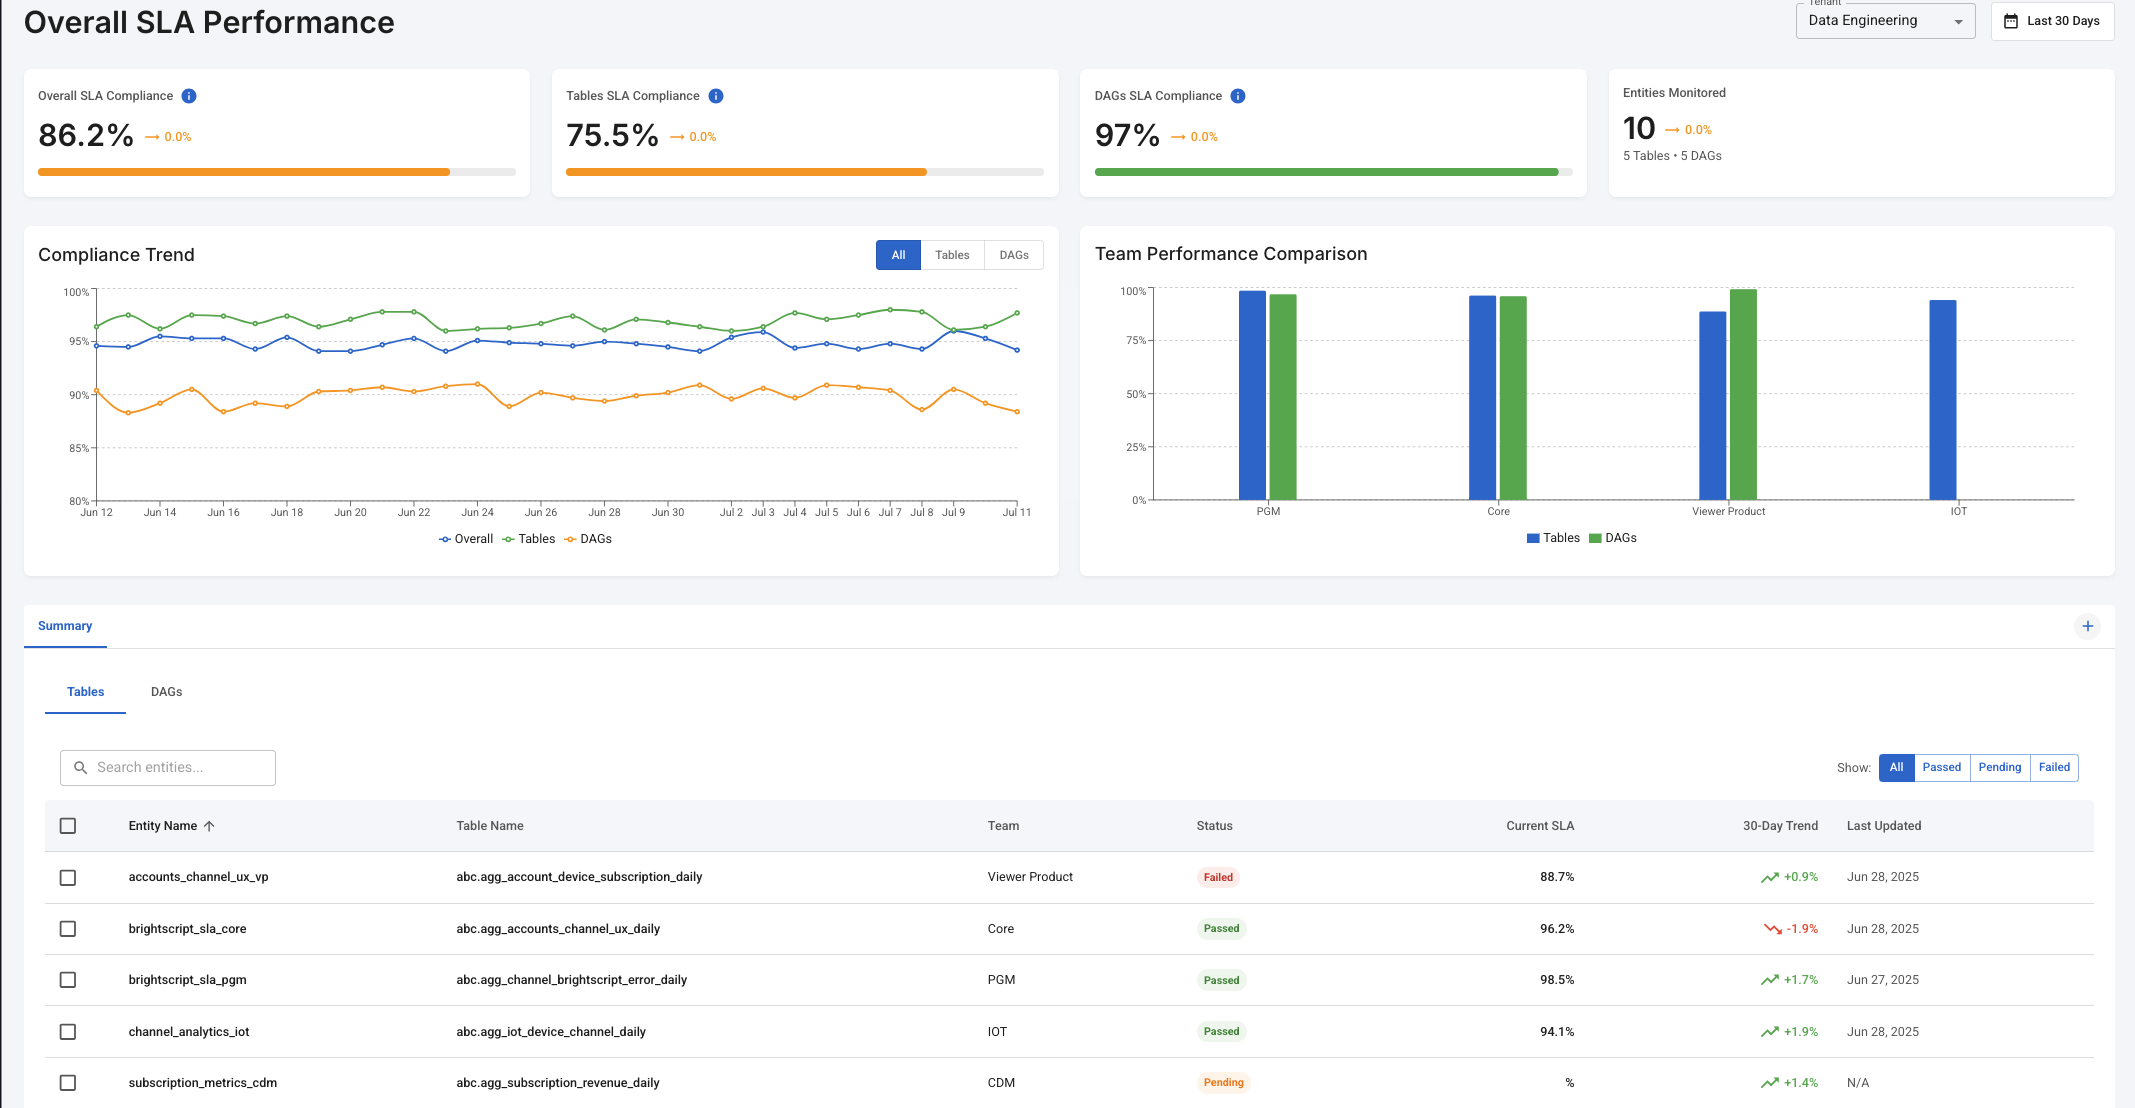 Overall SLA Performance
Tenant
Data Engineering
Last 30 Days
Overall SLA Compliance
86.2% → 0.0%
Tables SLA Compliance
75.5% → 0.0%
DAGs SLA Compliance
97% → 0.0%
Entities Monitored
10 → 0.0%
5 Tables • 5 DAGs
Compliance Trend
All Tables DAGs
100%
95%
90%
85%
80%
Jun 12 Jun 14 Jun 16 Jun 18 Jun 20 Jun 22 Jun 24 Jun 26 Jun 28 Jun 30 Jul 2 Jul 3 Jul 4 Jul 5 Jul 6 Jul 7 Jul 8 Jul 9 Jul 11
Overall Tables DAGs
Team Performance Comparison
100%
75%
50%
25%
0%
PGM Core Viewer Product IOT
Tables DAGs
Summary
+
Tables DAGs
Search entities...
Show: All Passed Pending Failed
Entity Name ↑ Table Name Team Status Current SLA 30-Day Trend Last Updated
accounts_channel_ux_vp abc.agg_account_device_subscription_daily Viewer Product Failed 88.7% +0.9% Jun 28, 2025
brightscript_sla_core abc.agg_accounts_channel_ux_daily Core Passed 96.2% -1.9% Jun 28, 2025
brightscript_sla_pgm abc.agg_channel_brightscript_error_daily PGM Passed 98.5% +1.7% Jun 27, 2025
channel_analytics_iot abc.agg_iot_device_channel_daily IOT Passed 94.1% +1.9% Jun 28, 2025
subscription_metrics_cdm abc.agg_subscription_revenue_daily CDM Pending % +1.4% N/A